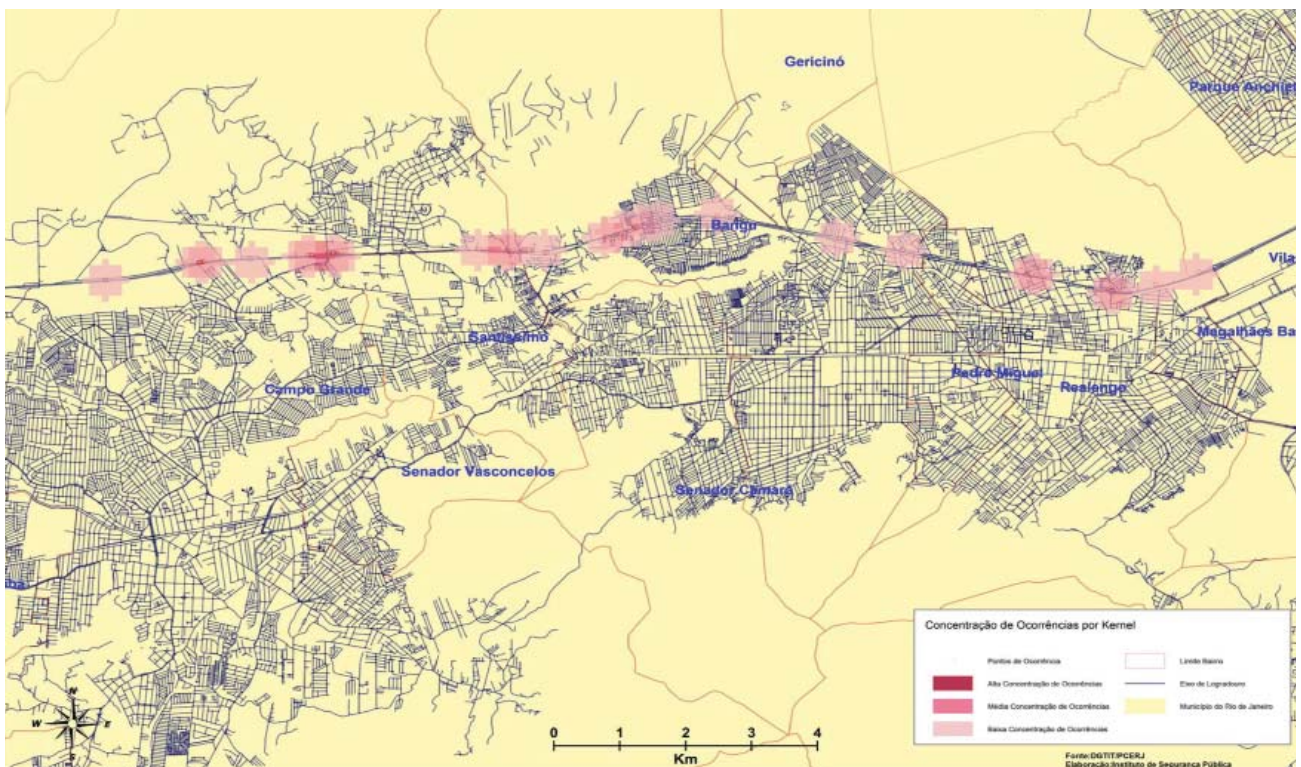 Gericinó
Parque Anchiet
Bangu
Vila
Magalhães Ba
Santíssimo
Padre Miguel
Realengo
Campo Grande
Senador Vasconcelos
Senador Camará
ba
Concentração de Ocorrências por Kernel
Pontos de Ocorrência
Limite Bairro
Alta Concentração de Ocorrências
Eixo de Logradouro
Média Concentração de Ocorrências
Município do Rio de Janeiro
Baixa Concentração de Ocorrências
N
W E
S
0 1 2 3 4
Km
Fonte:DGTIT/PCERJ
Elaboração:Instituto de Segurança Pública